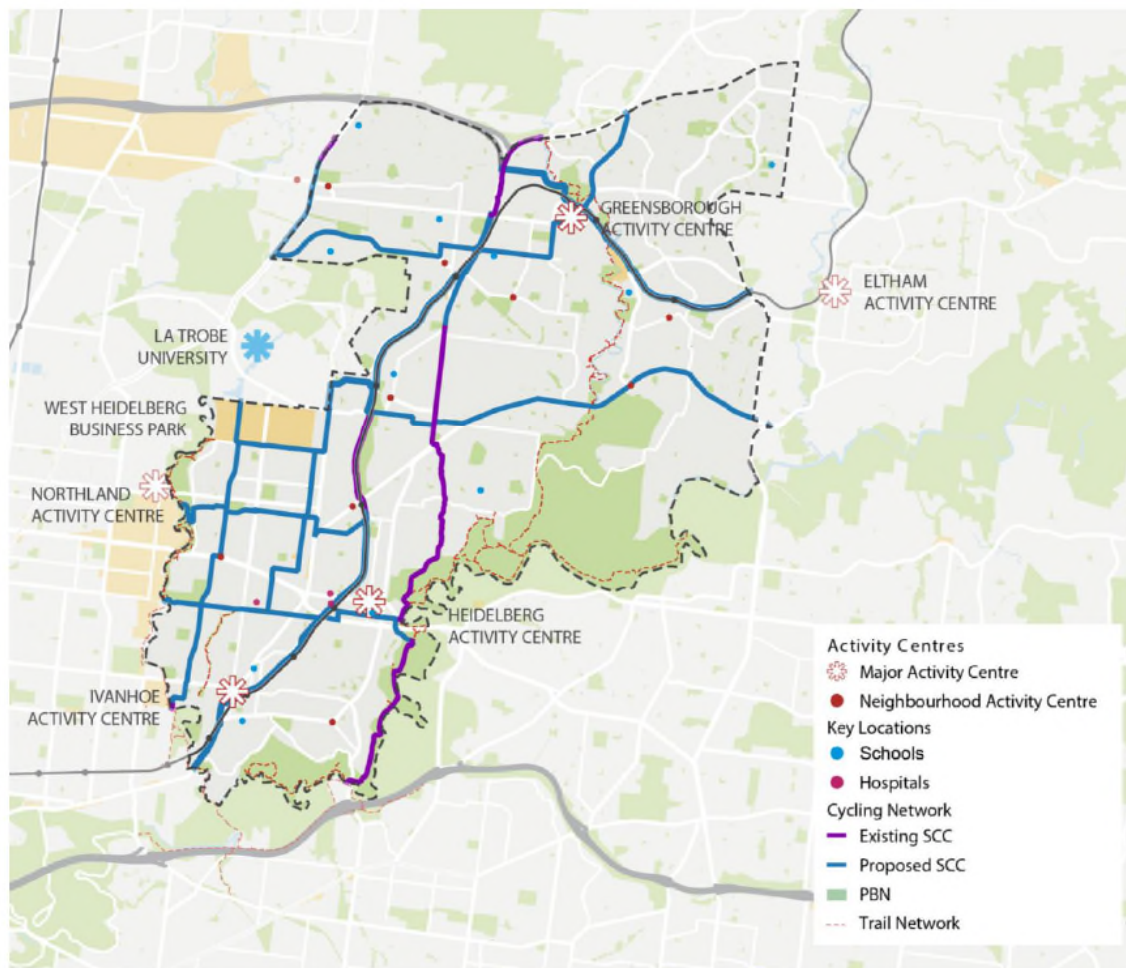 GREENSBOROUGH
ACTIVITY CENTRE
ELTHAM
ACTIVITY CENTRE
LA TROBE
UNIVERSITY
WEST HEIDELBERG
BUSINESS PARK
NORTHLAND
ACTIVITY CENTRE
HEIDELBERG
ACTIVITY CENTRE
IVANHOE
ACTIVITY CENTRE
Activity Centres
Major Activity Centre
Neighbourhood Activity Centre
Key Locations
Schools
Hospitals
Cycling Network
Existing SCC
Proposed SCC
PBN
Trail Network